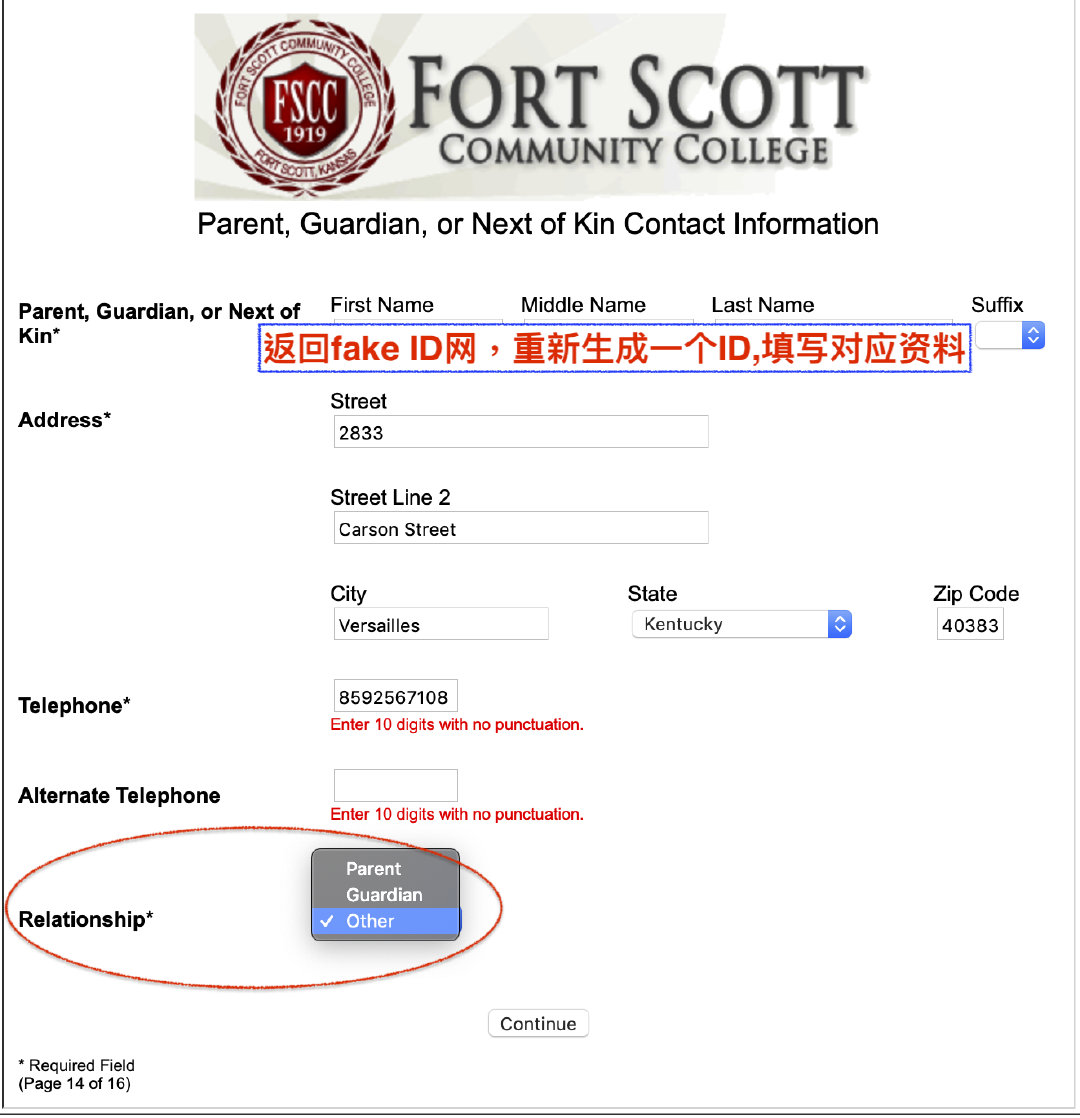 FORT SCOTT COMMUNITY COLLEGE
FSCC
1919
FORT SCOTT, KANSAS
FORT SCOTT
COMMUNITY COLLEGE
Parent, Guardian, or Next of Kin Contact Information
First Name Middle Name Last Name Suffix
Parent, Guardian, or Next of
Kin*
返回fake ID网，重新生成一个ID,填写对应资料
Street
Address*
2833
Street Line 2
Carson Street
City State Zip Code
Versailles Kentucky 40383
Telephone*
8592567108
Enter 10 digits with no punctuation.
Alternate Telephone
Enter 10 digits with no punctuation.
Parent
Guardian
Relationship*
✓ Other
Continue
* Required Field
(Page 14 of 16)